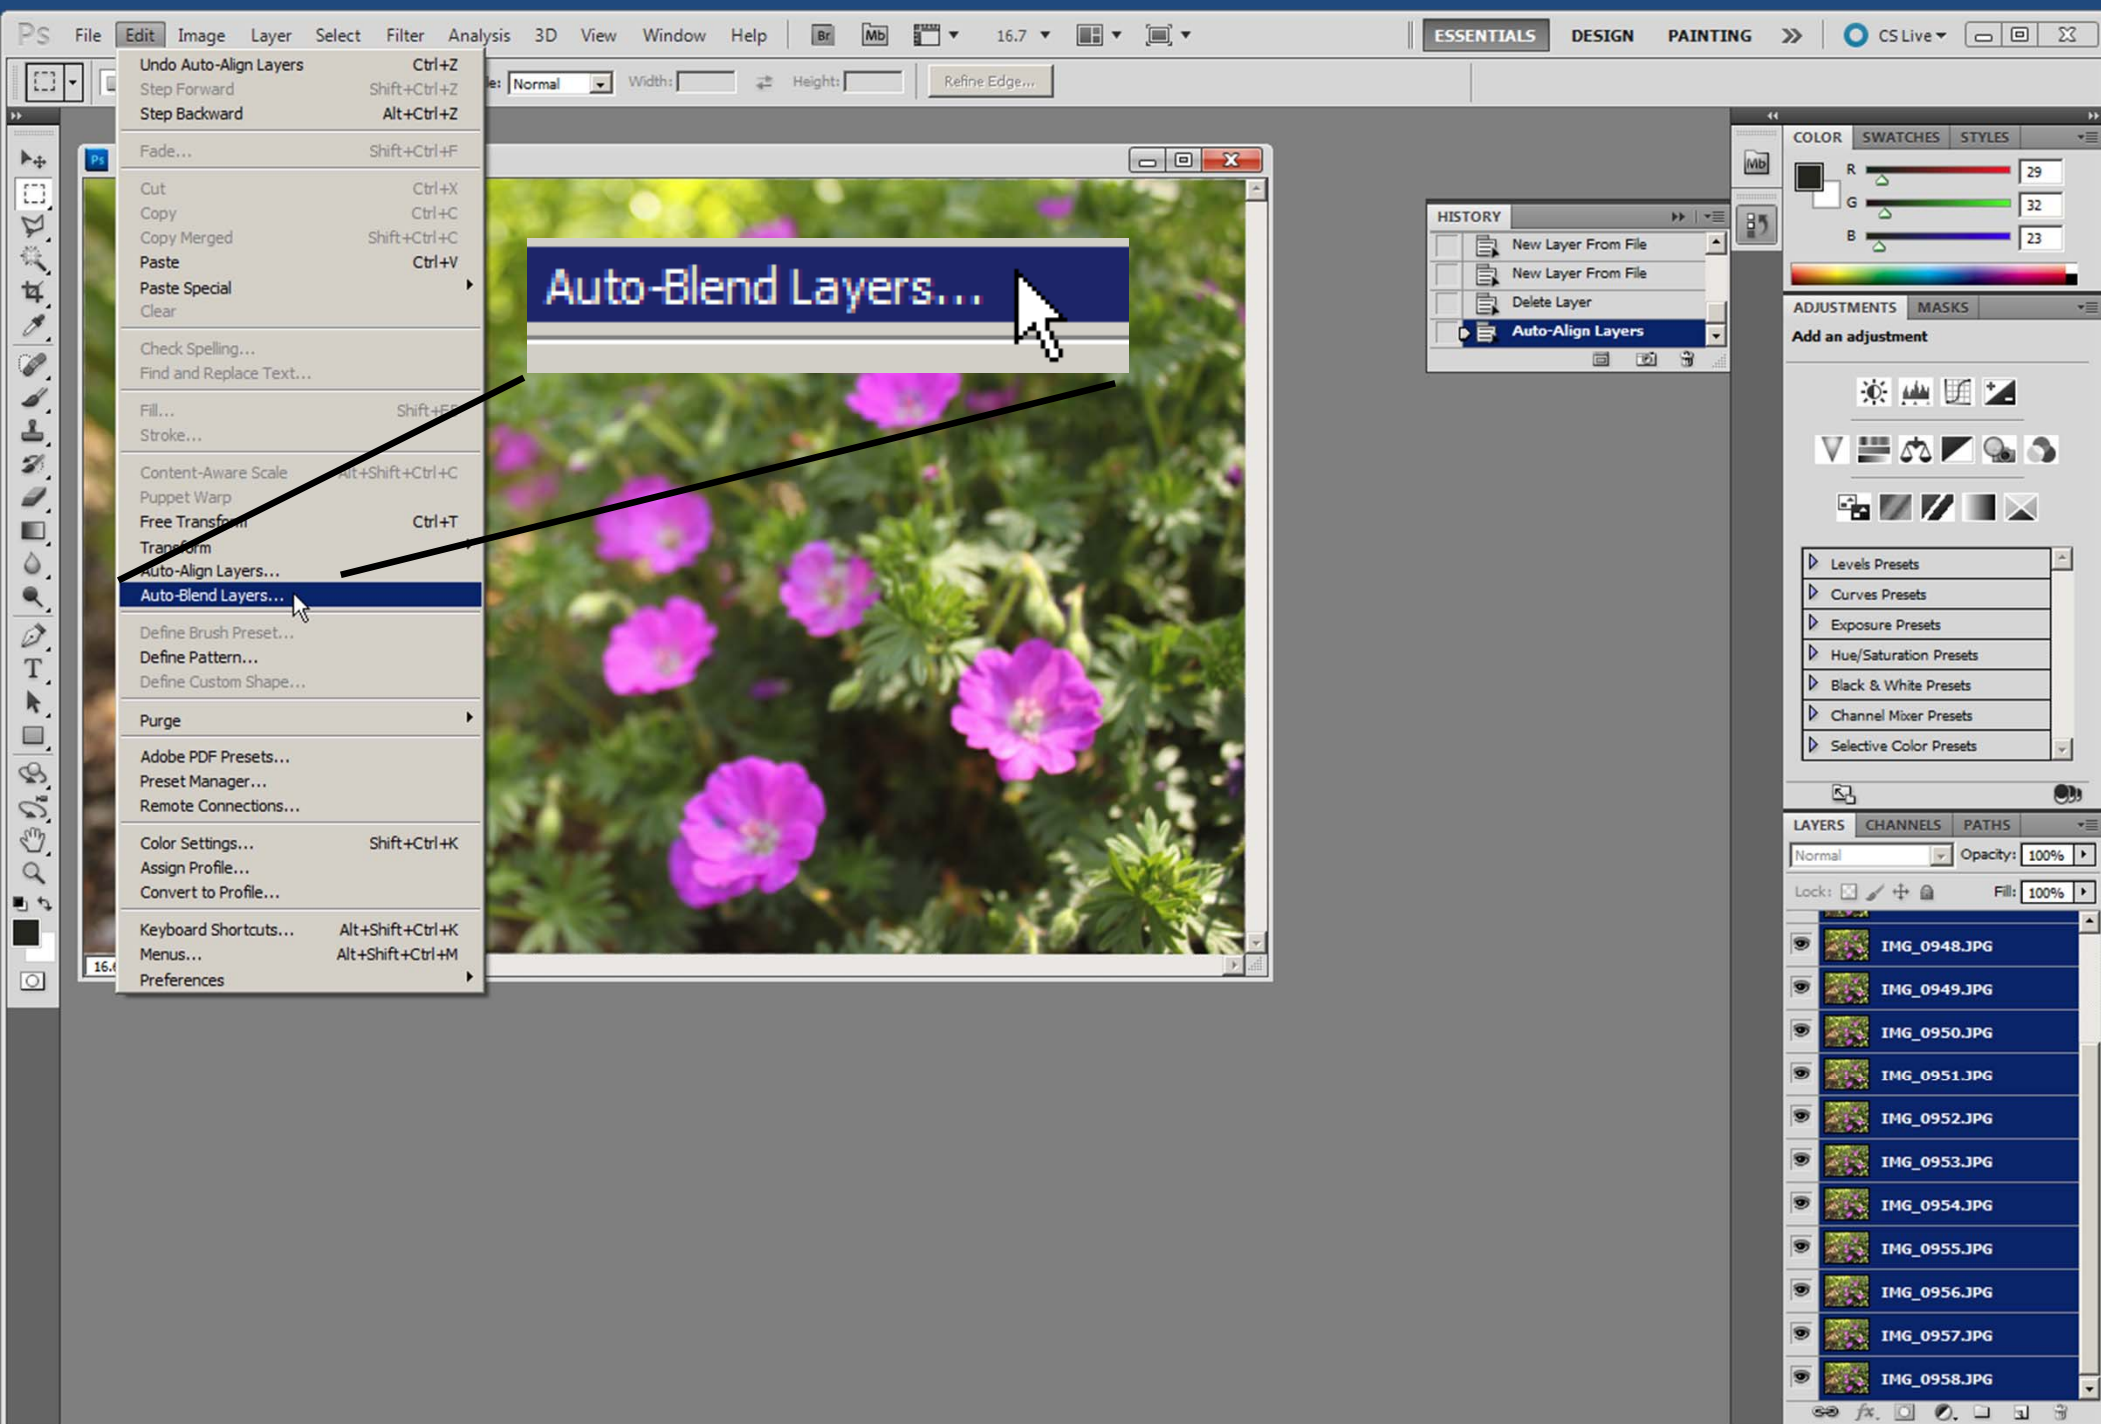 Ps File Edit Image Layer Select Filter Analysis 3D View Window Help Br Mb 16.7 ESSENTIALS DESIGN PAINTING CS Live
Normal Width: Height: Refine Edge...
Undo Auto-Align Layers Ctrl+Z
Step Forward Shift+Ctrl+Z
Step Backward Alt+Ctrl+Z
Fade... Shift+Ctrl+F
Cut Ctrl+X
Copy Ctrl+C
Copy Merged Shift+Ctrl+C
Paste Ctrl+V
Paste Special
Clear
Check Spelling...
Find and Replace Text...
Fill...
Stroke...
Content-Aware Scale Alt+Shift+Ctrl+C
Puppet Warp
Free Transform Ctrl+T
Transform
Auto-Align Layers...
Auto-Blend Layers...
Define Brush Preset...
Define Pattern...
Define Custom Shape...
Purge
Adobe PDF Presets...
Preset Manager...
Remote Connections...
Color Settings... Shift+Ctrl+K
Assign Profile...
Convert to Profile...
Keyboard Shortcuts... Alt+Shift+Ctrl+K
Menus... Alt+Shift+Ctrl+M
Preferences
Ps
Auto-Blend Layers...
HISTORY
New Layer From File
New Layer From File
Delete Layer
Auto-Align Layers
Mb
COLOR SWATCHES STYLES
R 29
G 32
B 23
ADJUSTMENTS MASKS
Add an adjustment
Levels Presets
Curves Presets
Exposure Presets
Hue/Saturation Presets
Black & White Presets
Channel Mixer Presets
Selective Color Presets
LAYERS CHANNELS PATHS
Normal Opacity: 100%
Lock: Fill: 100%
IMG_0948.JPG
IMG_0949.JPG
IMG_0950.JPG
IMG_0951.JPG
IMG_0952.JPG
IMG_0953.JPG
IMG_0954.JPG
IMG_0955.JPG
IMG_0956.JPG
IMG_0957.JPG
IMG_0958.JPG
fx